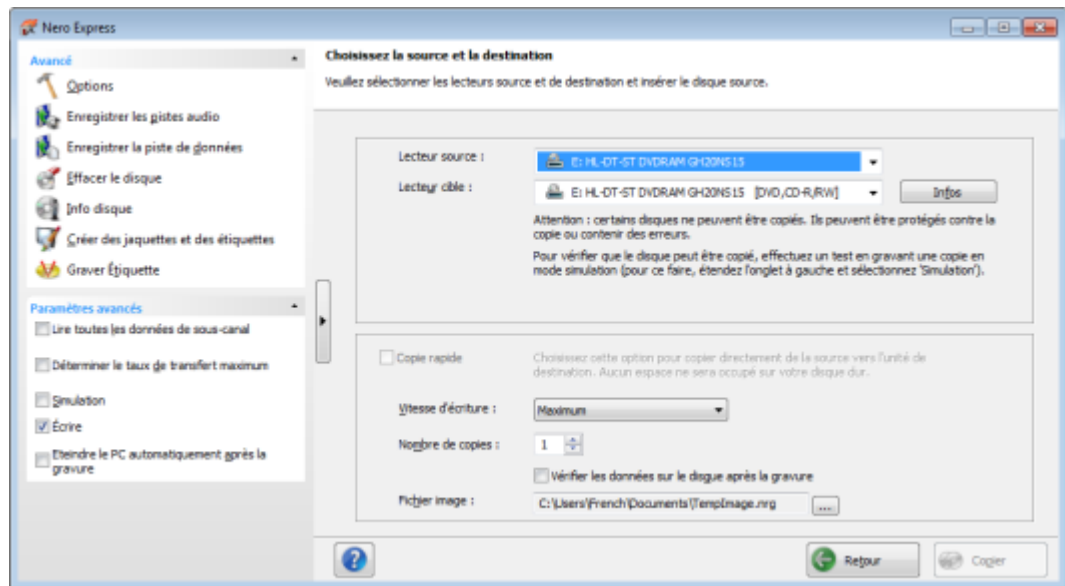 Nero Express
Avancé
Options
Enregistrer les pistes audio
Enregistrer la piste de données
Effacer le disque
Info disque
Créer des jaquettes et des étiquettes
Graver Étiquette
Paramètres avancés
Lire toutes les données de sous-canal
Déterminer le taux de transfert maximum
Simulation
Écrire
Eteindre le PC automatiquement après la
gravure
Choisissez la source et la destination
Veuillez sélectionner les lecteurs source et de destination et insérer le disque source.
Lecteur source :
E: HL-DT-ST DVDRAM GH20NS15
Lecteur cible :
E: HL-DT-ST DVDRAM GH20NS15 [DVD,CD-R/RW]
Infos
Attention : certains disques ne peuvent être copiés. Ils peuvent être protégés contre la
copie ou contenir des erreurs.
Pour vérifier que le disque peut être copié, effectuez un test en gravant une copie en
mode simulation (pour ce faire, étendez l'onglet à gauche et sélectionnez 'Simulation').
Copie rapide
Choisissez cette option pour copier directement de la source vers l'unité de
destination. Aucun espace ne sera occupé sur votre disque dur.
Vitesse d'écriture :
Maximum
Nombre de copies :
1
Vérifier les données sur le disque après la gravure
Fichier image :
C:\Users\French\Documents\TempImage.nrg
...
?
Retour
Copier